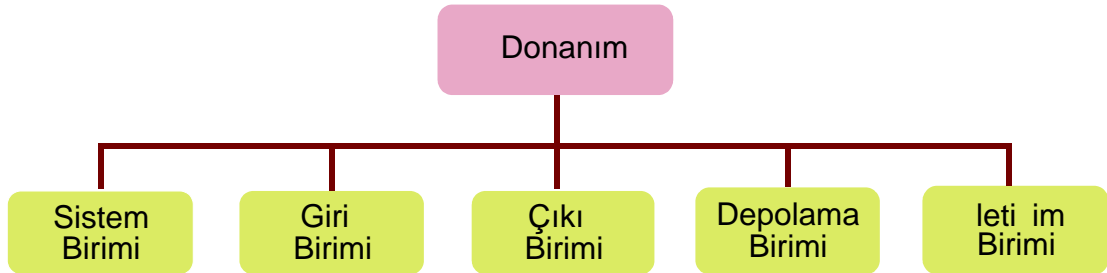 Donanım
Sistem
Birimi
Giri
Birimi
Çıkı
Birimi
Depolama
Birimi
leti im
Birimi